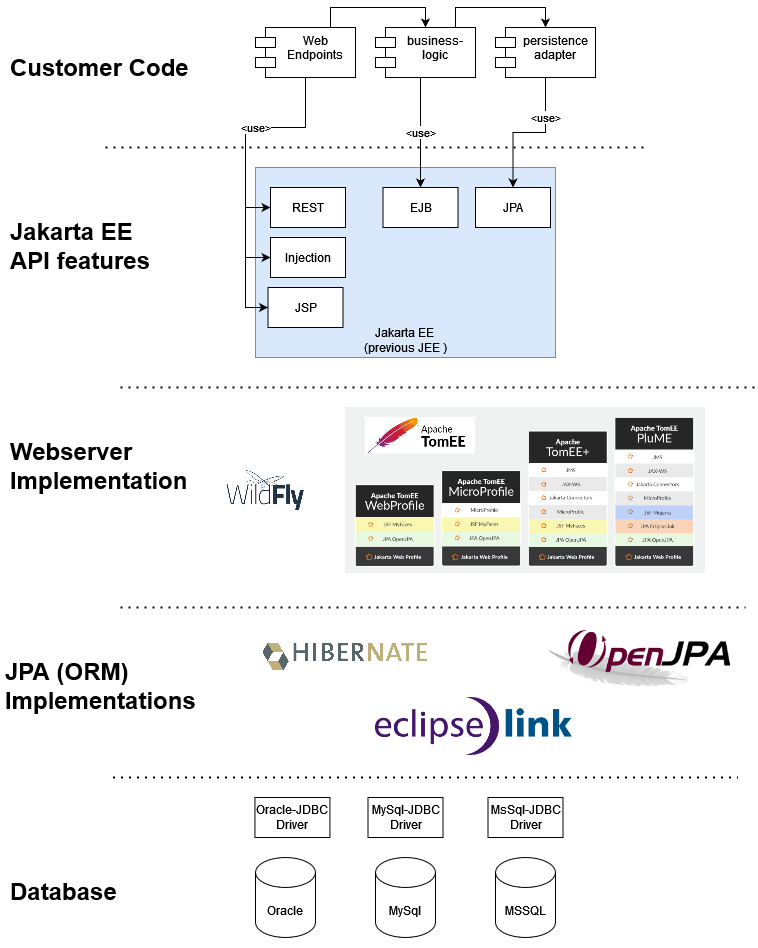 Customer Code
Web
Endpoints
business-
logic
persistence
adapter
<use>
<use>
<use>
Jakarta EE
API features
REST
EJB
JPA
Injection
JSP
Jakarta EE
(previous JEE )
Webserver
Implementation
WildFly
Apache
TomEE
Apache TomEE
WebProfile
JSF MyFaces
JPA OpenJPA
Jakarta Web Profile
Apache TomEE
MicroProfile
MicroProfile
JSF MyFaces
JPA OpenJPA
Jakarta Web Profile
Apache
TomEE+
JMS
JAX-WS
Jakarta Connectors
MicroProfile
JSF MyFaces
JPA OpenJPA
Jakarta Web Profile
Apache TomEE
PluME
JMS
JAX-WS
Jakarta Connectors
MicroProfile
JSF Mojarra
JPA EclipseLink
JPA OpenJPA
Jakarta Web Profile
JPA (ORM)
Implementations
HIBERNATE
OpenJPA
eclipse link
Database
Oracle-JDBC
Driver
MySql-JDBC
Driver
MsSql-JDBC
Driver
Oracle
MySql
MSSQL